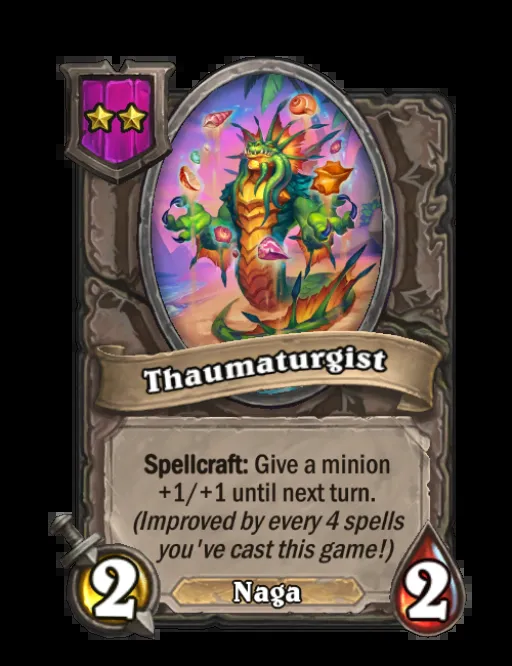 Thaumaturgist
Spellcraft: Give a minion
+1/+1 until next turn.
(Improved by every 4 spells
you've cast this game!)
2
Naga
2